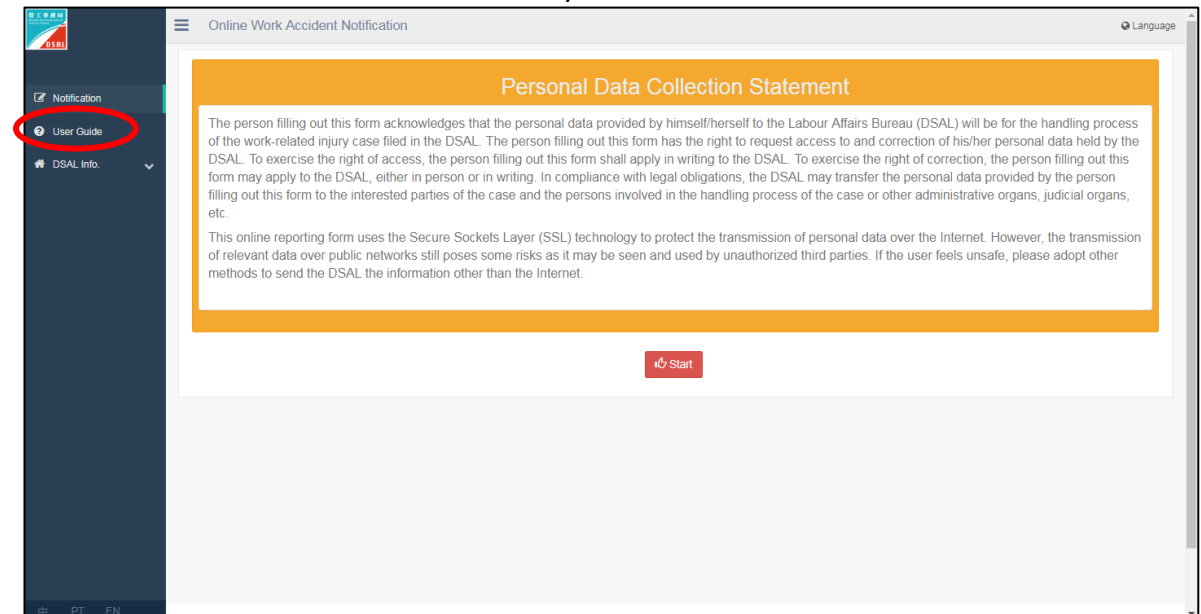 勞工事務局
DSAL
Online Work Accident Notification
Language
Notification
User Guide
DSAL Info.
Personal Data Collection Statement
The person filling out this form acknowledges that the personal data provided by himself/herself to the Labour Affairs Bureau (DSAL) will be for the handling process
of the work-related injury case filed in the DSAL. The person filling out this form has the right to request access to and correction of his/her personal data held by the
DSAL. To exercise the right of access, the person filling out this form shall apply in writing to the DSAL. To exercise the right of correction, the person filling out this
form may apply to the DSAL, either in person or in writing. In compliance with legal obligations, the DSAL may transfer the personal data provided by the person
filling out this form to the interested parties of the case and the persons involved in the handling process of the case or other administrative organs, judicial organs,
etc.
This online reporting form uses the Secure Sockets Layer (SSL) technology to protect the transmission of personal data over the Internet. However, the transmission
of relevant data over public networks still poses some risks as it may be seen and used by unauthorized third parties. If the user feels unsafe, please adopt other
methods to send the DSAL the information other than the Internet.
Start
中 PT EN